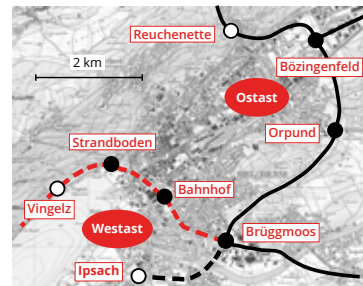 Reuchenette
Bözingenfeld
2 km
Ostast
Orpund
Strandboden
Bahnhof
Vingelz
Westast
Brüggmoos
Ipsach